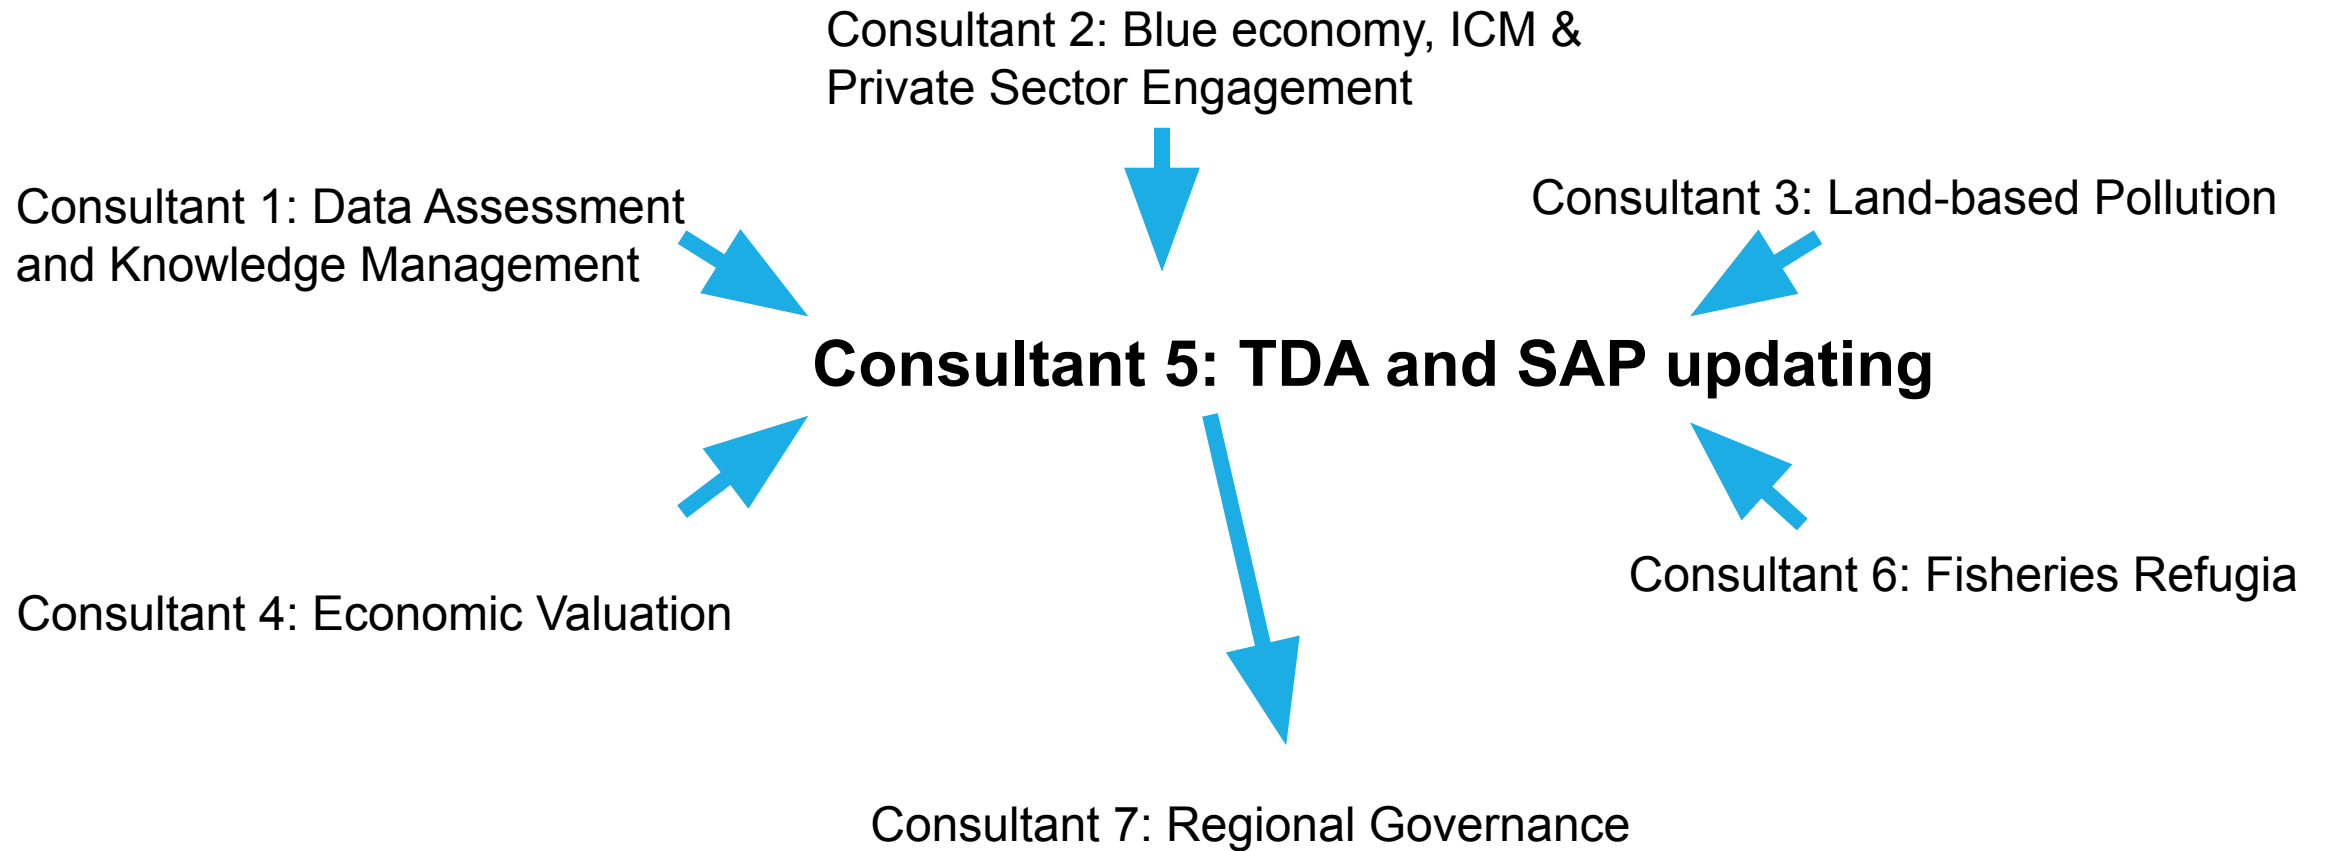 Consultant 2: Blue economy, ICM &
Private Sector Engagement
Consultant 1: Data Assessment
and Knowledge Management
Consultant 3: Land-based Pollution
Consultant 5: TDA and SAP updating
Consultant 4: Economic Valuation
Consultant 6: Fisheries Refugia
Consultant 7: Regional Governance